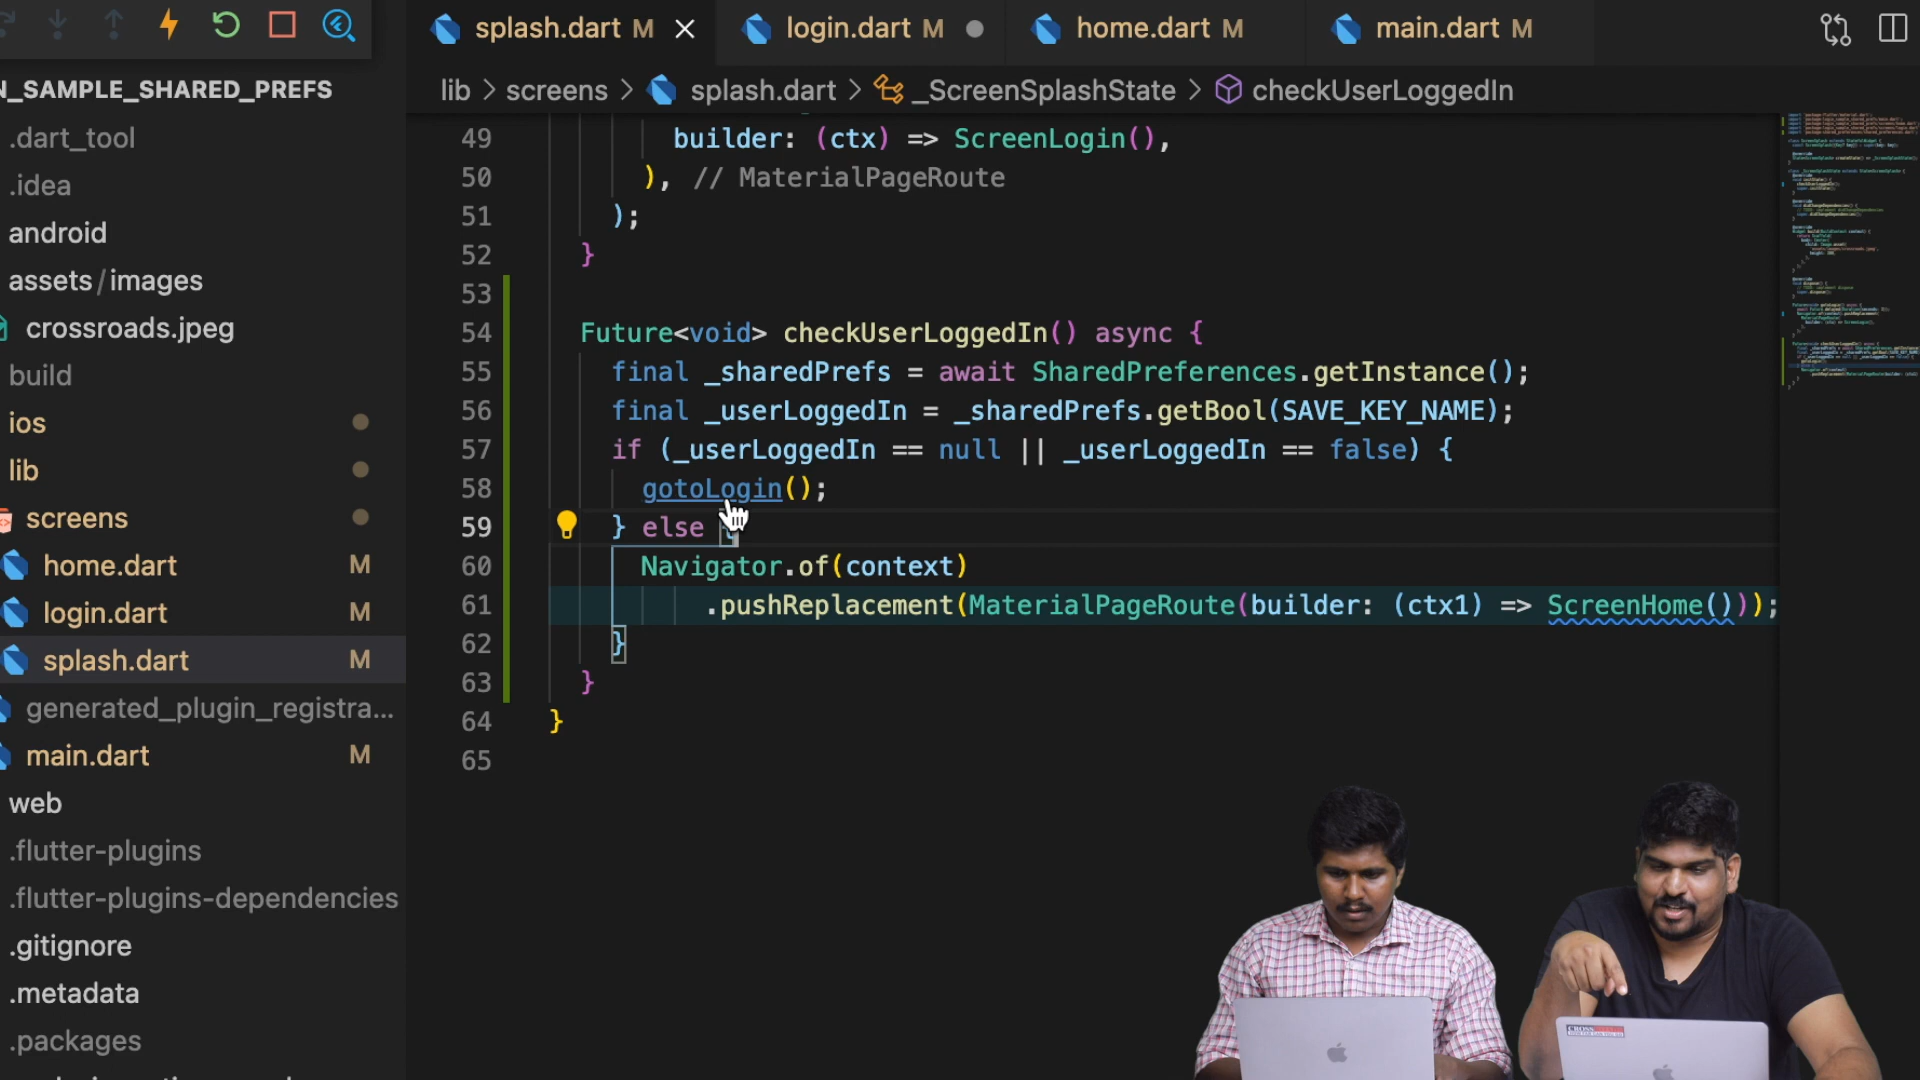 splash.dart M
login.dart M
home.dart M
main.dart M
N_SAMPLE_SHARED_PREFS
lib > screens > splash.dart > _ScreenSplashState > checkUserLoggedIn
.dart_tool
.idea
android
assets/images
crossroads.jpeg
build
ios
lib
screens
home.dart M
login.dart M
splash.dart M
generated_plugin_registra...
main.dart M
web
.flutter-plugins
.flutter-plugins-dependencies
.gitignore
.metadata
.packages
49 builder: (ctx) => ScreenLogin(),
50 ), // MaterialPageRoute
51 );
52 }
53
54 Future<void> checkUserLoggedIn() async {
55 final _sharedPrefs = await SharedPreferences.getInstance();
56 final _userLoggedIn = _sharedPrefs.getBool(SAVE_KEY_NAME);
57 if (_userLoggedIn == null || _userLoggedIn == false) {
58 gotoLogin();
59 } else {
60 Navigator.of(context)
61 .pushReplacement(MaterialPageRoute(builder: (ctx1) => ScreenHome()));
62 }
63 }
64 }
65